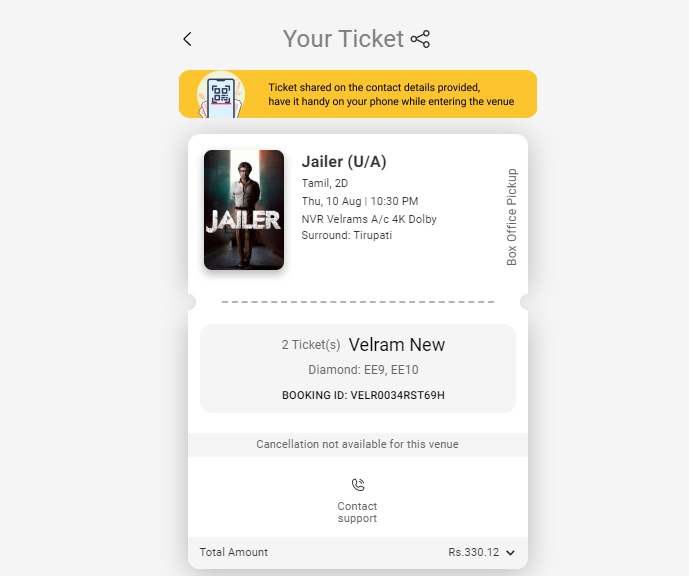 Your Ticket
Ticket shared on the contact details provided,
have it handy on your phone while entering the venue
JAILER
Jailer (U/A)
Tamil, 2D
Thu, 10 Aug | 10:30 PM
NVR Velrams A/c 4K Dolby
Surround: Tirupati
Box Office Pickup
2 Ticket(s) Velram New
Diamond: EE9, EE10
BOOKING ID: VELR0034RST69H
Cancellation not available for this venue
Contact
support
Total Amount Rs.330.12